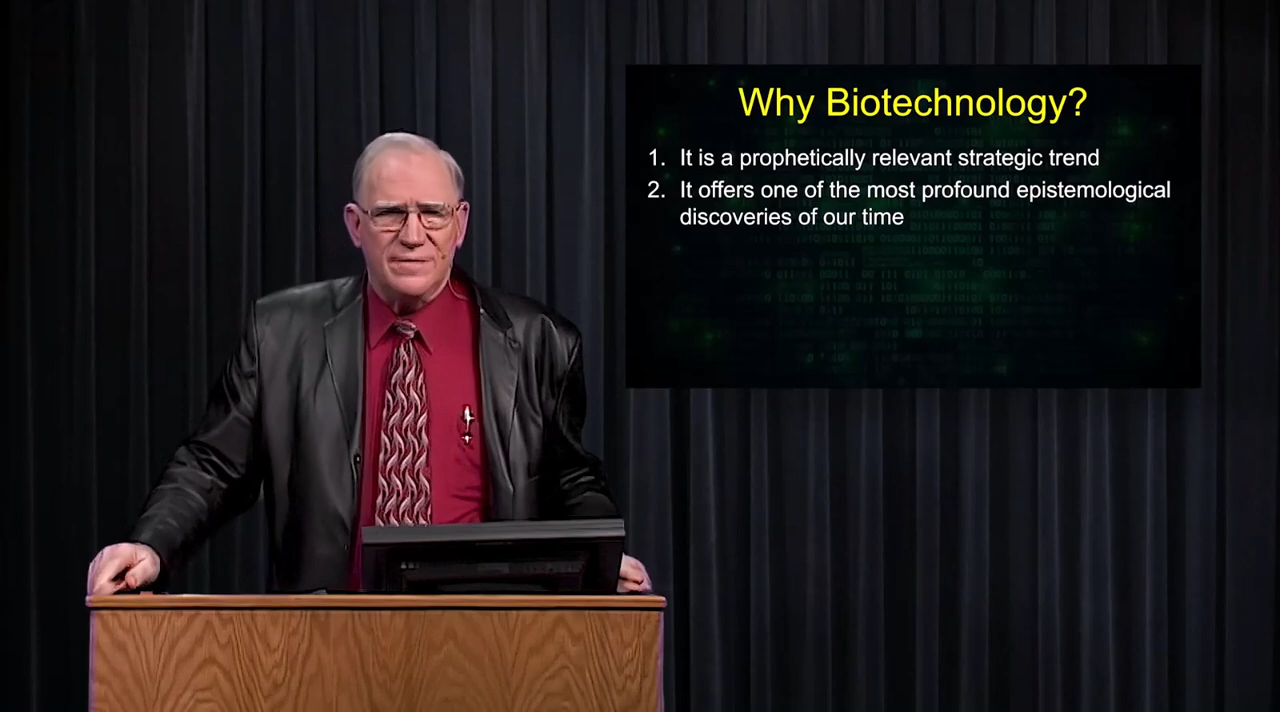 Why Biotechnology?
1. It is a prophetically relevant strategic trend
2. It offers one of the most profound epistemological
discoveries of our time